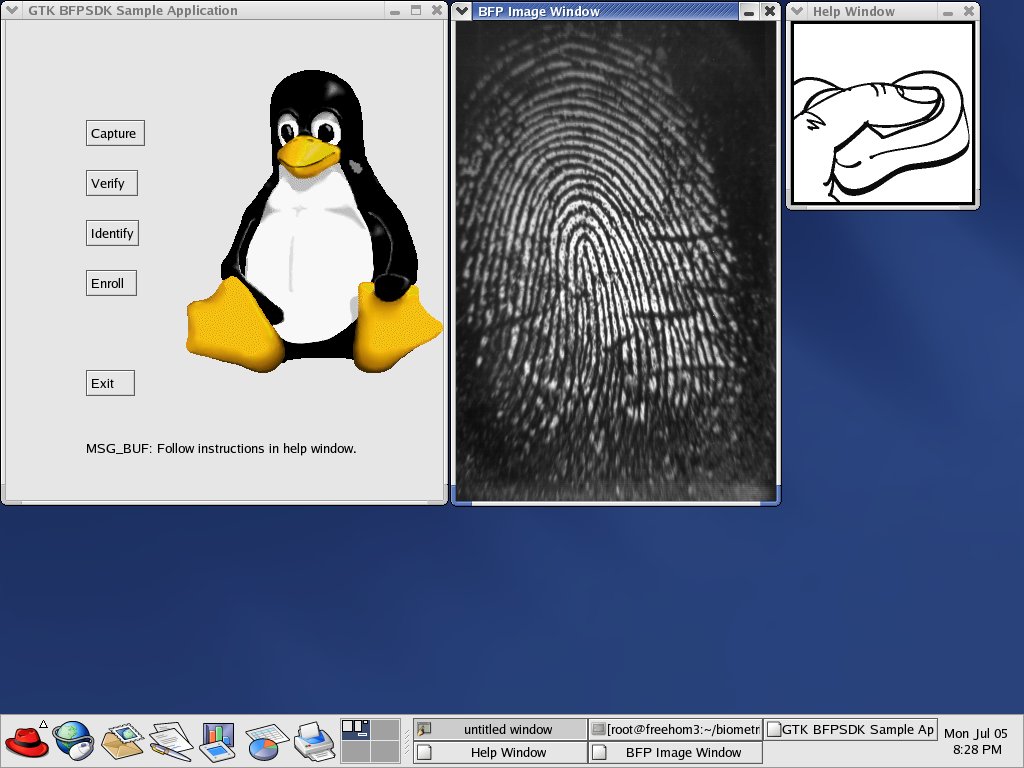 GTK BFPSDK Sample Application
BFP Image Window
Help Window
Capture
Verify
Identify
Enroll
Exit
MSG_BUF: Follow instructions in help window.
untitled window
[root@freehom3:~/biometr
GTK BFPSDK Sample Ap
Help Window
BFP Image Window
Mon Jul 05
8:28 PM